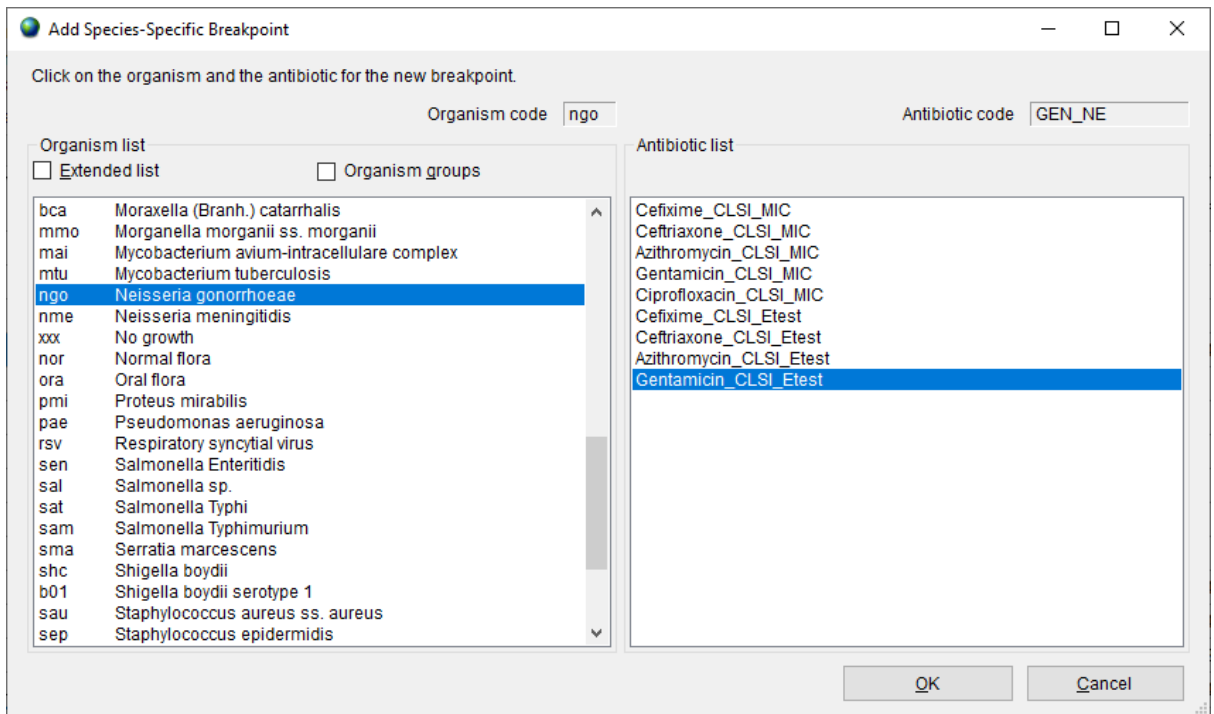 Add Species-Specific Breakpoint
Click on the organism and the antibiotic for the new breakpoint.
Organism code ngo Antibiotic code GEN_NE
Organism list
Extended list Organism groups
bca Moraxella (Branh.) catarrhalis
mmo Morganella morganii ss. morganii
mai Mycobacterium avium-intracellulare complex
mtu Mycobacterium tuberculosis
ngo Neisseria gonorrhoeae
nme Neisseria meningitidis
xxx No growth
nor Normal flora
ora Oral flora
pmi Proteus mirabilis
pae Pseudomonas aeruginosa
rsv Respiratory syncytial virus
sen Salmonella Enteritidis
sal Salmonella sp.
sat Salmonella Typhi
sam Salmonella Typhimurium
sma Serratia marcescens
shc Shigella boydii
b01 Shigella boydii serotype 1
sau Staphylococcus aureus ss. aureus
sep Staphylococcus epidermidis
Antibiotic list
Cefixime_CLSI_MIC
Ceftriaxone_CLSI_MIC
Azithromycin_CLSI_MIC
Gentamicin_CLSI_MIC
Ciprofloxacin_CLSI_MIC
Cefixime_CLSI_Etest
Ceftriaxone_CLSI_Etest
Azithromycin_CLSI_Etest
Gentamicin_CLSI_Etest
OK Cancel